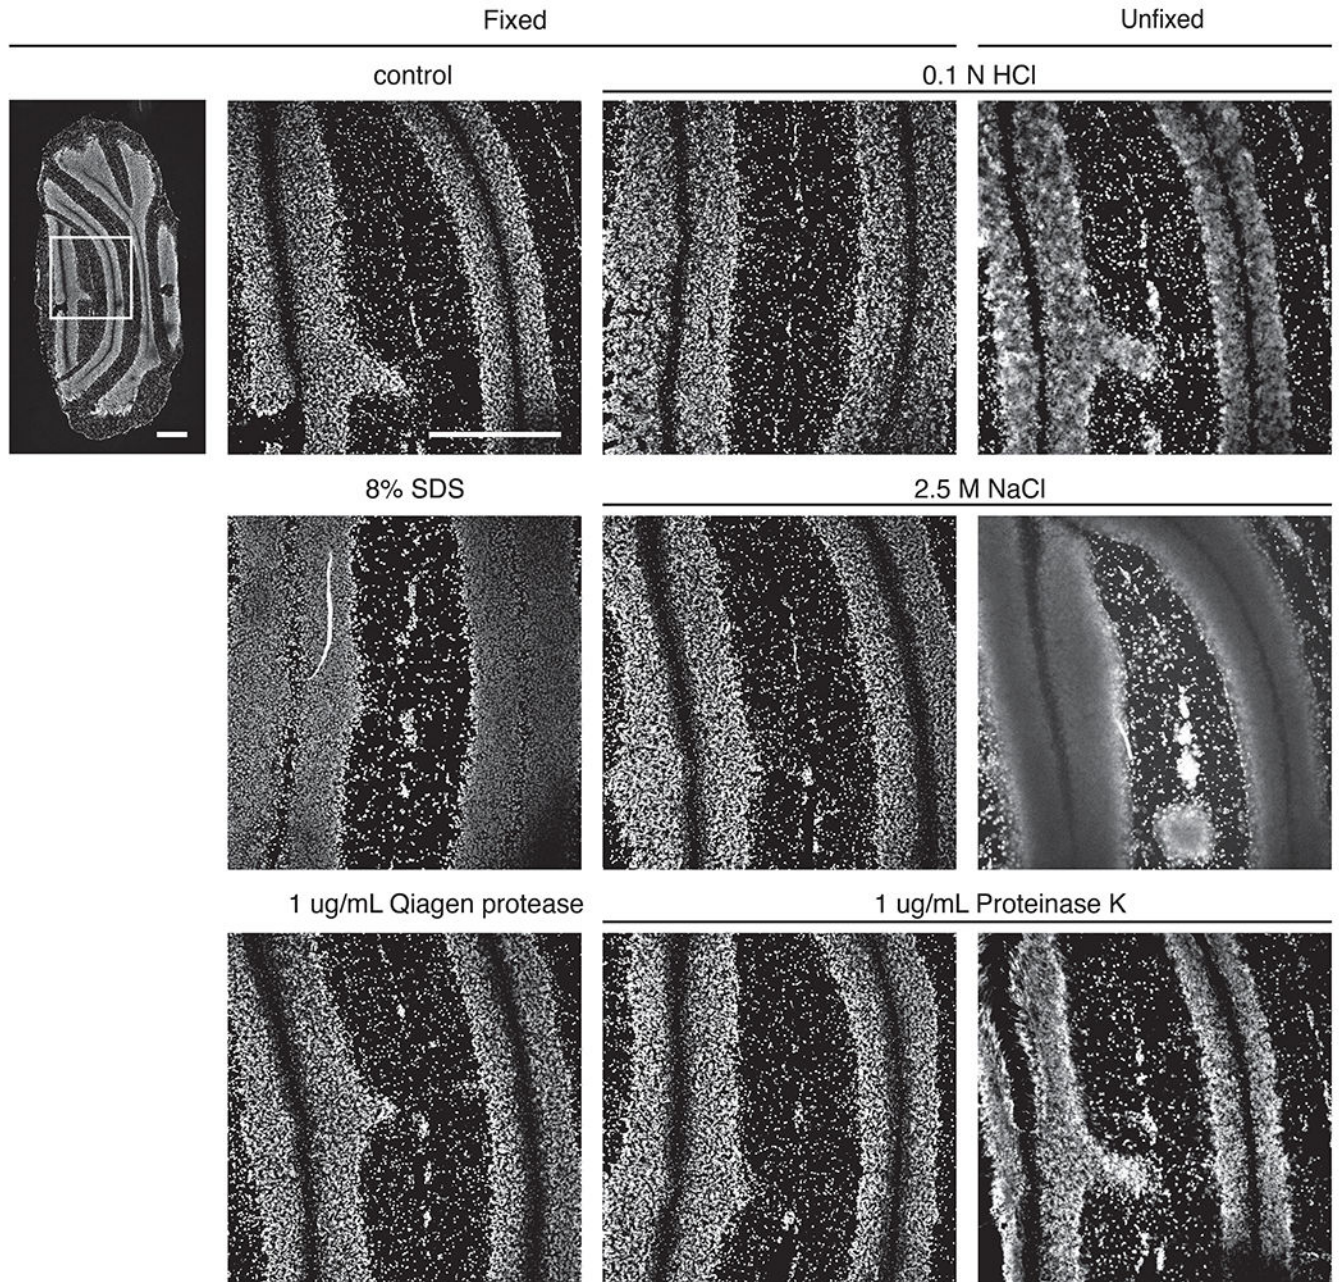 Fixed
Unfixed
control
0.1 N HCl
8% SDS
2.5 M NaCl
1 ug/mL Qiagen protease
1 ug/mL Proteinase K